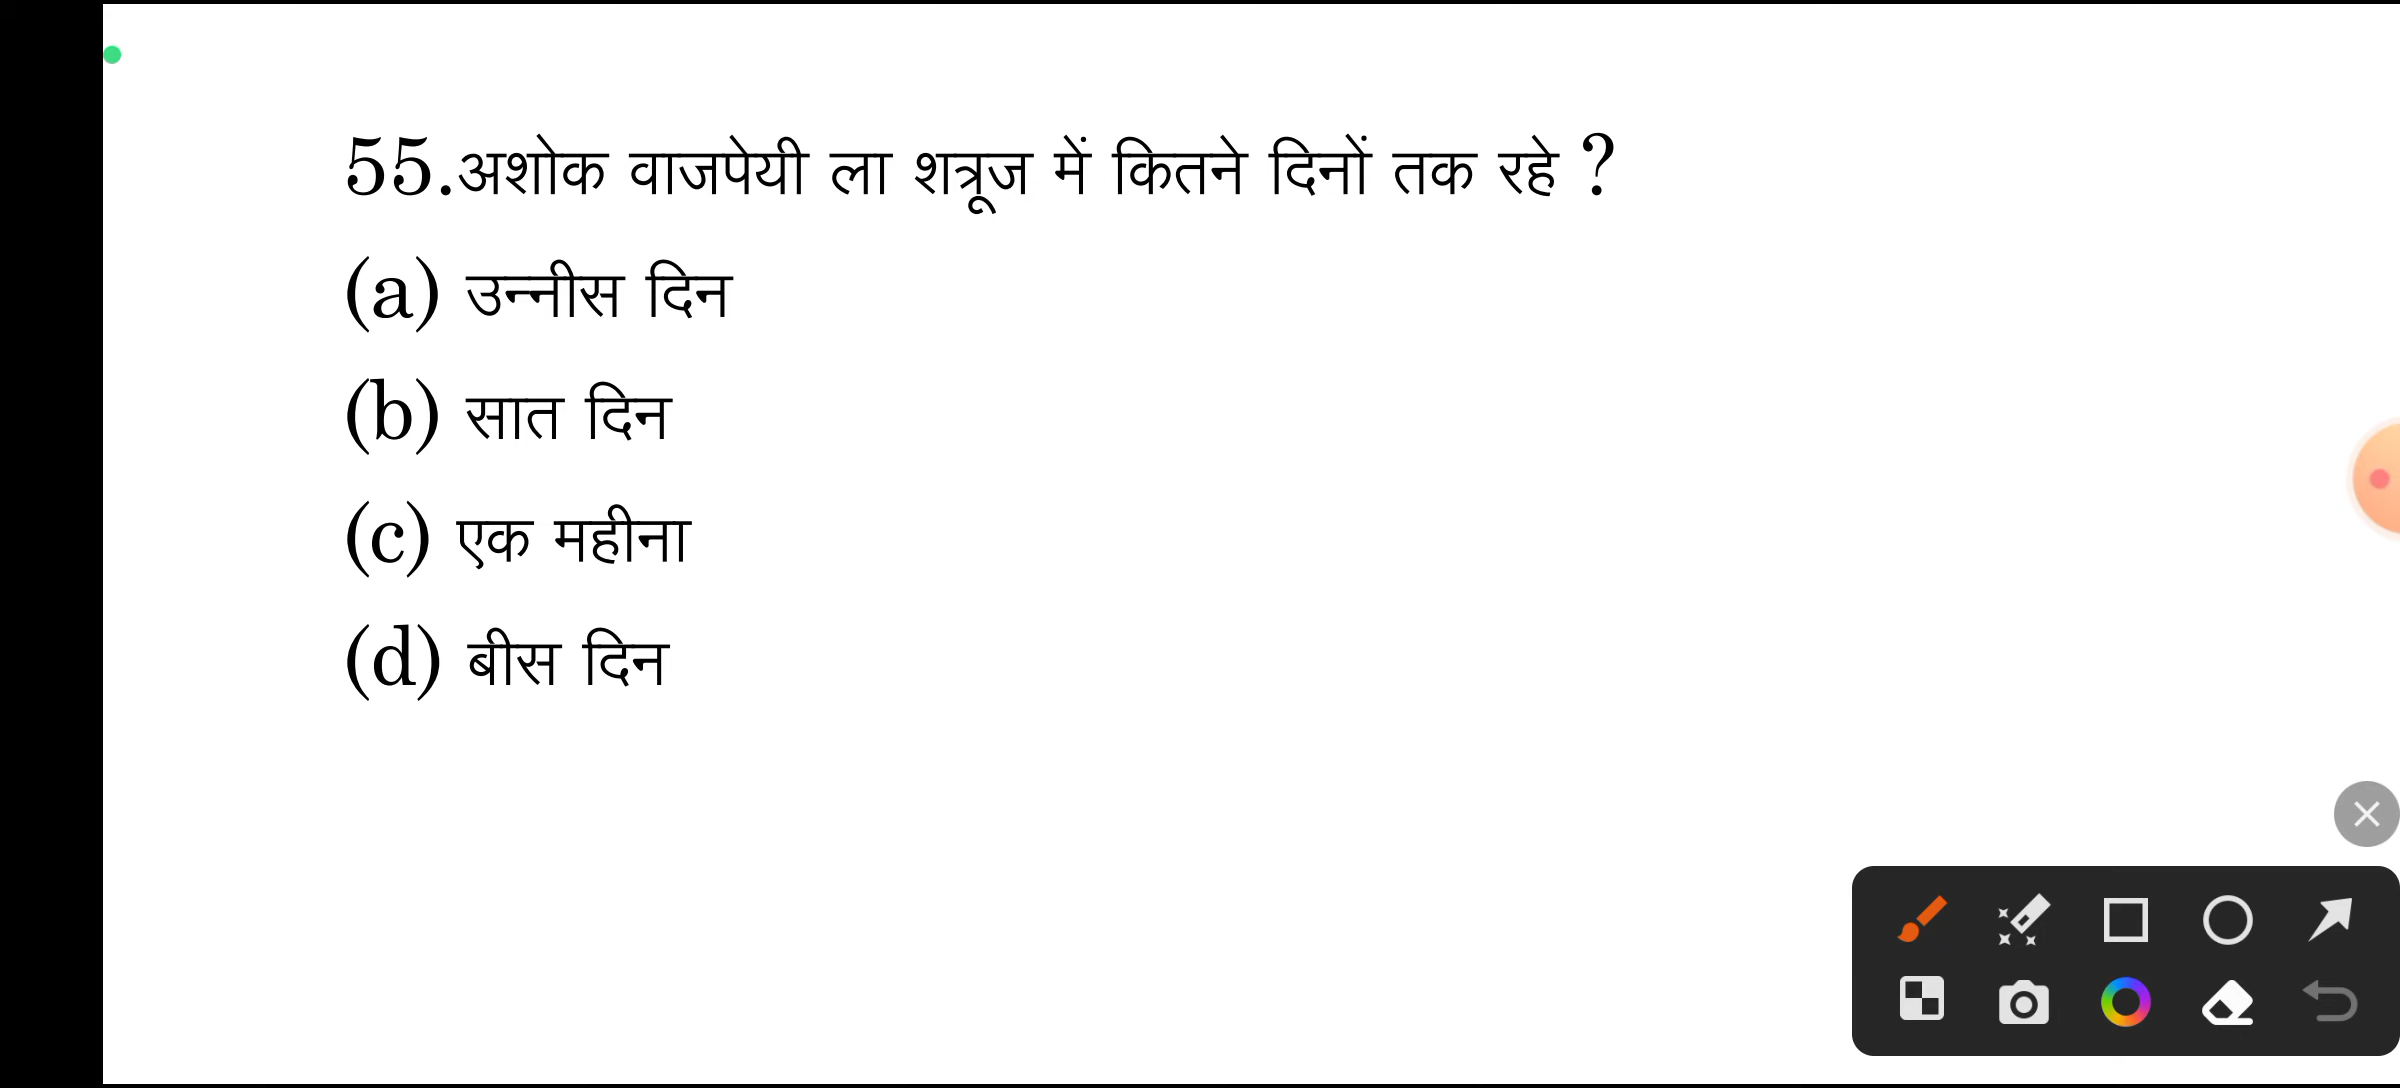 55.अशोक वाजपेयी ला शत्रूज में कितने दिनों तक रहे ?
(a) उन्नीस दिन
(b) सात दिन
(c) एक महीना
(d) बीस दिन